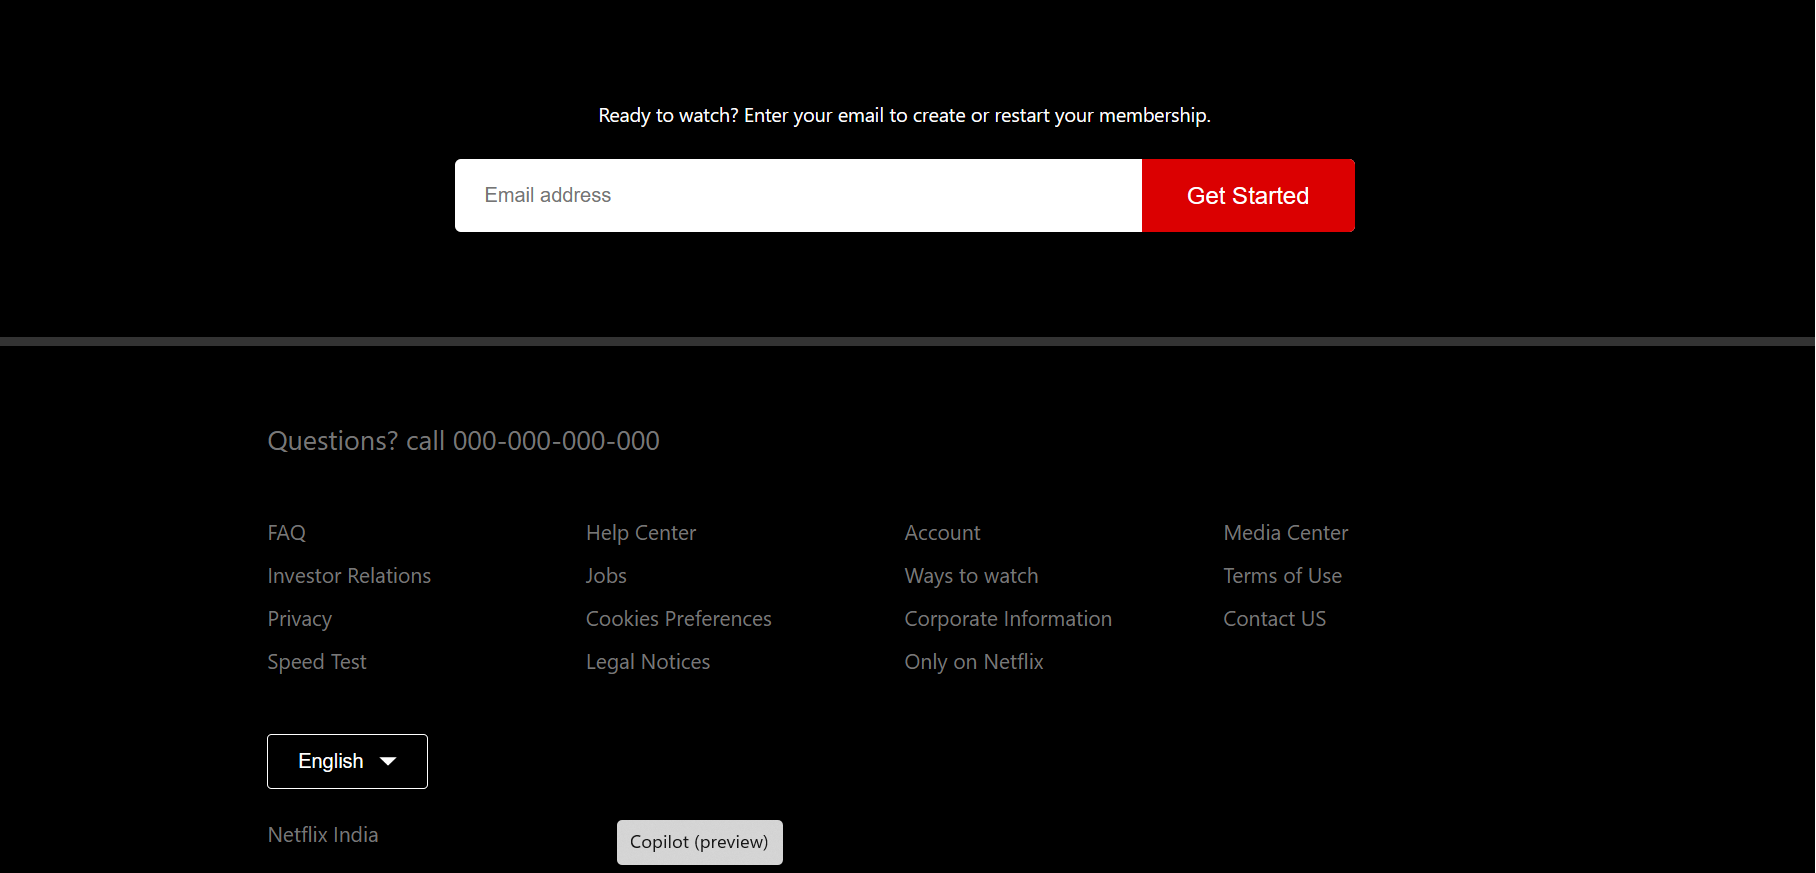 Ready to watch? Enter your email to create or restart your membership.
Email address
Get Started
Questions? call 000-000-000-000
FAQ
Help Center
Account
Media Center
Investor Relations
Jobs
Ways to watch
Terms of Use
Privacy
Cookies Preferences
Corporate Information
Contact US
Speed Test
Legal Notices
Only on Netflix
English
Netflix India
Copilot (preview)